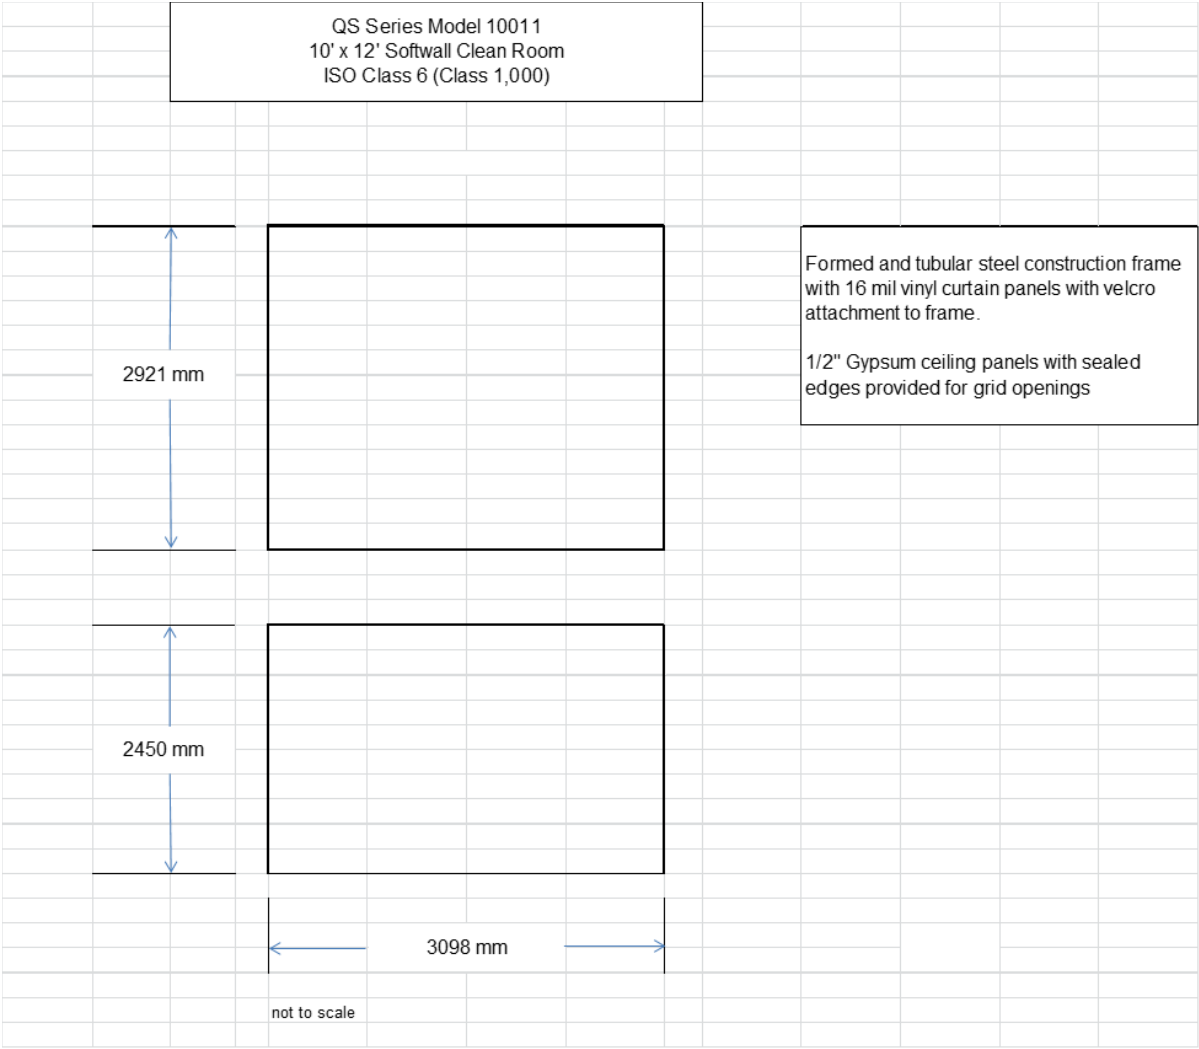 QS Series Model 10011
10' x 12' Softwall Clean Room
ISO Class 6 (Class 1,000)
Formed and tubular steel construction frame
with 16 mil vinyl curtain panels with velcro
attachment to frame.
1/2" Gypsum ceiling panels with sealed
edges provided for grid openings
2921 mm
2450 mm
3098 mm
not to scale